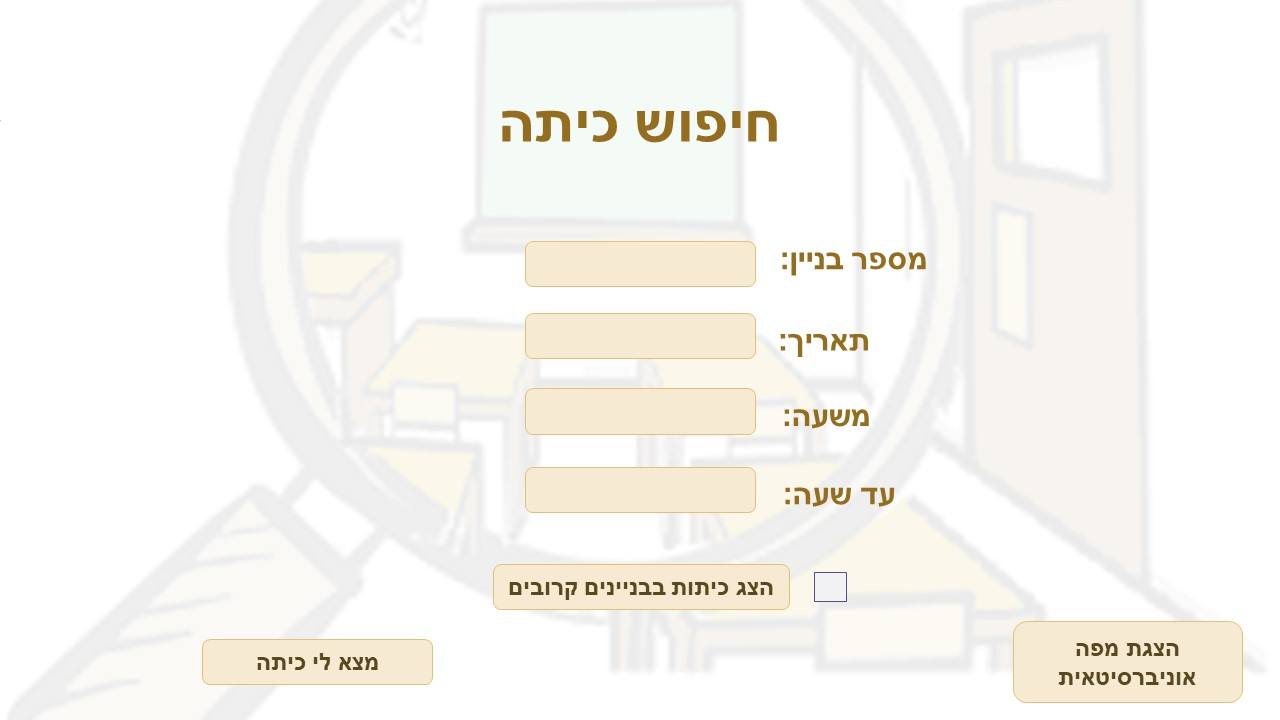 חיפוש כיתה
מספר בניין:
תאריך:
משעה:
עד שעה:
הצג כיתות בבניינים קרובים
הצגת מפה
אוניברסיטאית
מצא לי כיתה